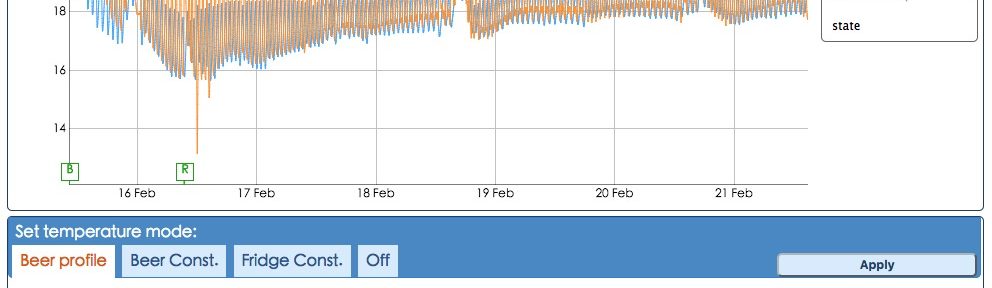 18
state
16
14
B R
16 Feb 17 Feb 18 Feb 19 Feb 20 Feb 21 Feb
Set temperature mode:
Beer profile Beer Const. Fridge Const. Off Apply